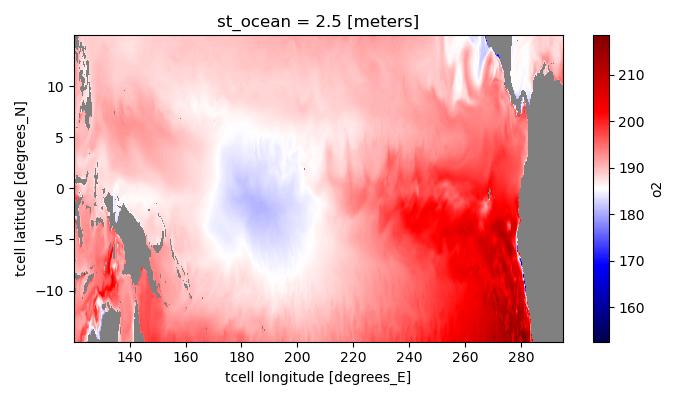 st_ocean = 2.5 [meters]
10
5
0
−5
−10
tcell latitude [degrees_N]
140 160 180 200 220 240 260 280
tcell longitude [degrees_E]
210
200
190
180
170
160
o2